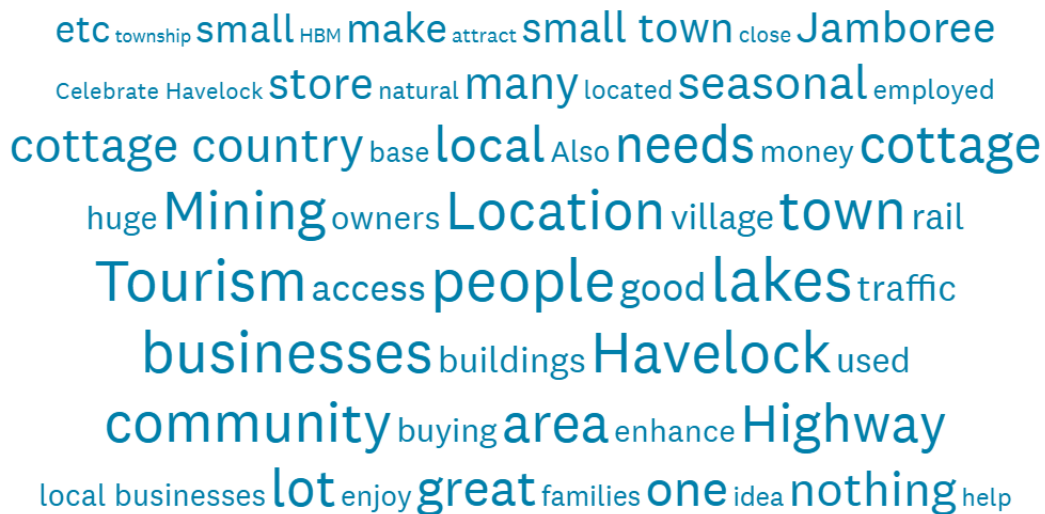 etc township small HBM make attract small town close Jamboree
Celebrate Havelock store natural many located seasonal employed
cottage country base local Also needs money cottage
huge Mining owners Location village town rail
Tourism access people good lakes traffic
businesses buildings Havelock used
community buying area enhance Highway
local businesses lot enjoy great families one idea nothing help